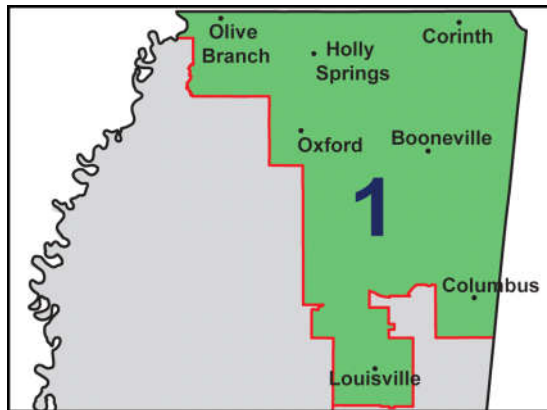 Olive
Branch
Corinth
Holly
Springs
Oxford
Booneville
1
Columbus
Louisville